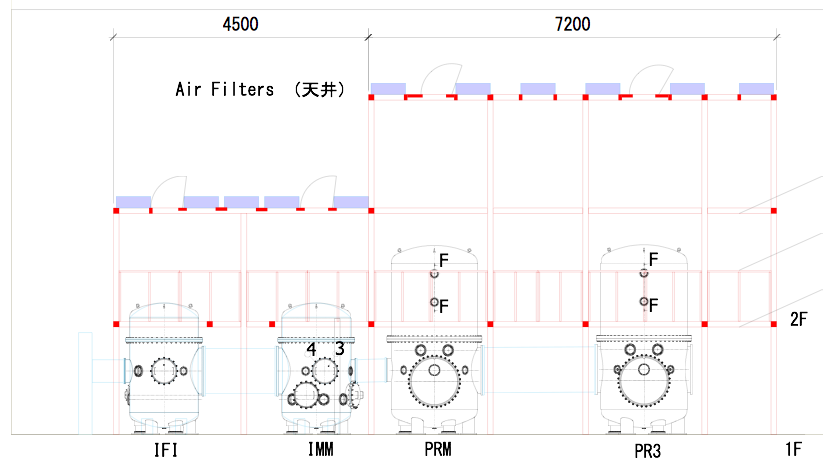 4500 7200
Air Filters （天井）
F F
F F
2F
4 3
IFI IMM PRM PR3 1F